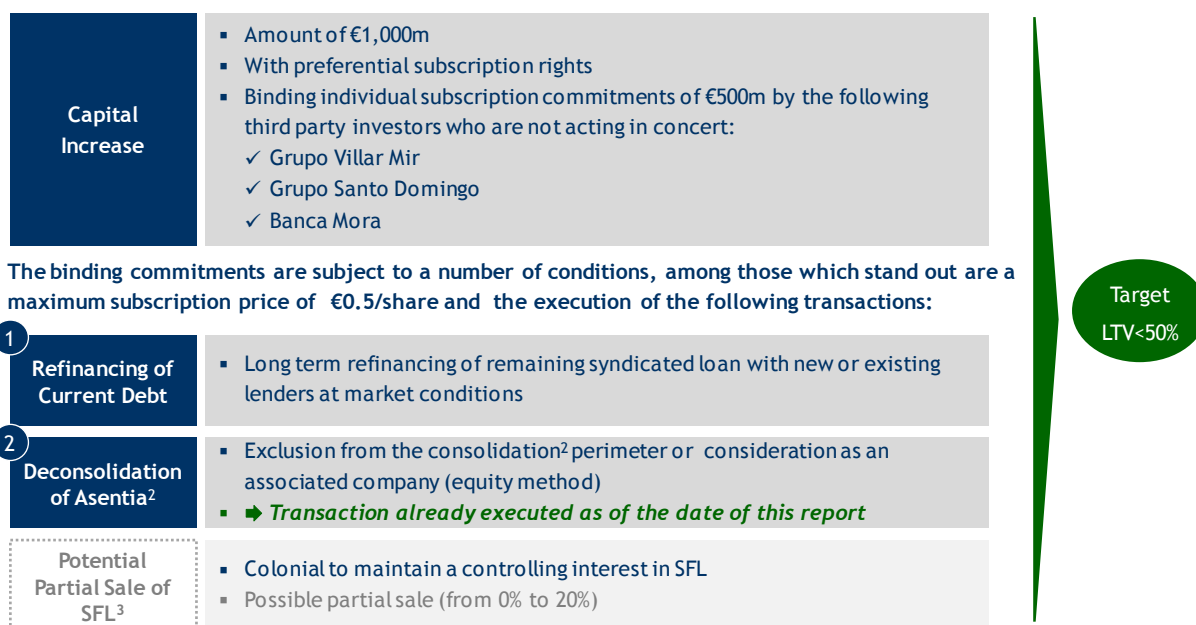 Capital
Increase
▪ Amount of €1,000m
▪ With preferential subscription rights
▪ Binding individual subscription commitments of €500m by the following
third party investors who are not acting in concert:
✓ Grupo Villar Mir
✓ Grupo Santo Domingo
✓ Banca Mora
The binding commitments are subject to a number of conditions, among those which stand out are a
maximum subscription price of €0.5/share and the execution of the following transactions:
Target
LTV<50%
1
Refinancing of
Current Debt
▪ Long term refinancing of remaining syndicated loan with new or existing
lenders at market conditions
2
Deconsolidation
of Asentia²
▪ Exclusion from the consolidation² perimeter or consideration as an
associated company (equity method)
▪ ➡ Transaction already executed as of the date of this report
Potential
Partial Sale of
SFL³
▪ Colonial to maintain a controlling interest in SFL
▪ Possible partial sale (from 0% to 20%)